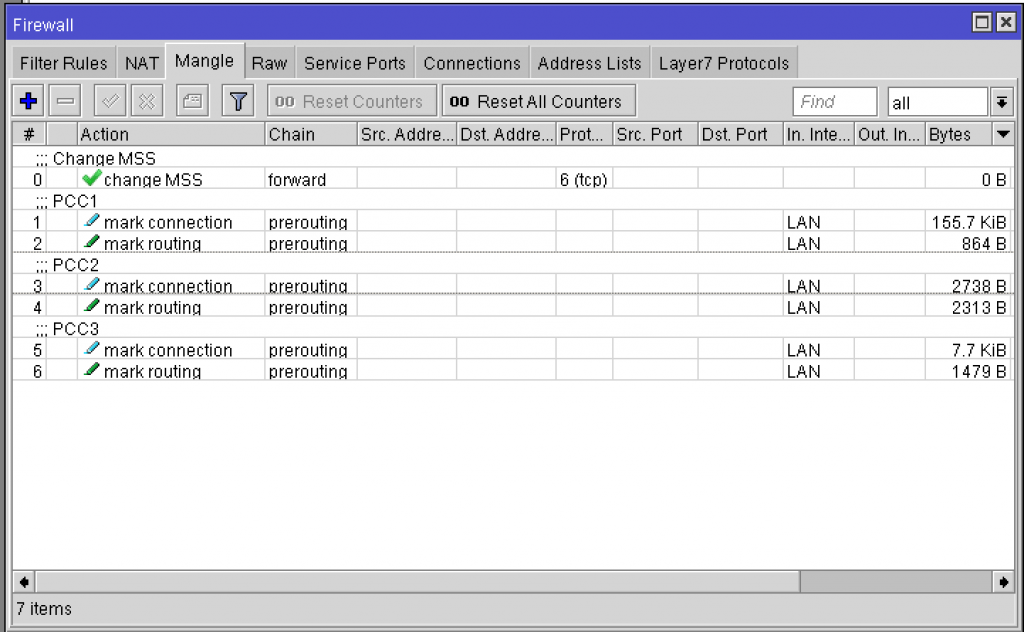 Firewall
Filter Rules NAT Mangle Raw Service Ports Connections Address Lists Layer7 Protocols
00 Reset Counters 00 Reset All Counters Find all
# Action Chain Src. Addre... Dst. Addre... Prot... Src. Port Dst. Port In. Inte... Out. In... Bytes
;;; Change MSS
0 change MSS forward 6 (tcp) 0 B
;;; PCC1
1 mark connection prerouting LAN 155.7 KiB
2 mark routing prerouting LAN 864 B
;;; PCC2
3 mark connection prerouting LAN 2738 B
4 mark routing prerouting LAN 2313 B
;;; PCC3
5 mark connection prerouting LAN 7.7 KiB
6 mark routing prerouting LAN 1479 B
7 items